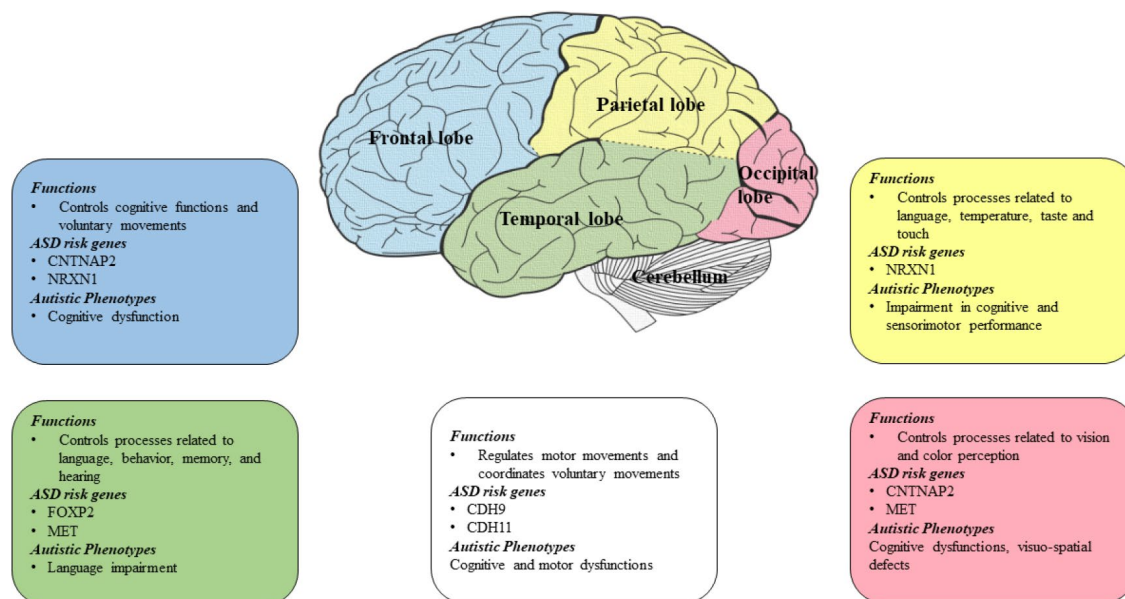 Parietal lobe
Frontal lobe
Occipital
lobe
Temporal lobe
Cerebellum
Functions
• Controls cognitive functions and
voluntary movements
ASD risk genes
• CNTNAP2
• NRXN1
Autistic Phenotypes
• Cognitive dysfunction
Functions
• Controls processes related to
language, temperature, taste and
touch
ASD risk genes
• NRXN1
Autistic Phenotypes
• Impairment in cognitive and
sensorimotor performance
Functions
• Controls processes related to
language, behavior, memory, and
hearing
ASD risk genes
• FOXP2
• MET
Autistic Phenotypes
• Language impairment
Functions
• Regulates motor movements and
coordinates voluntary movements
ASD risk genes
• CDH9
• CDH11
Autistic Phenotypes
Cognitive and motor dysfunctions
Functions
• Controls processes related to vision
and color perception
ASD risk genes
• CNTNAP2
• MET
Autistic Phenotypes
Cognitive dysfunctions, visuo-spatial
defects